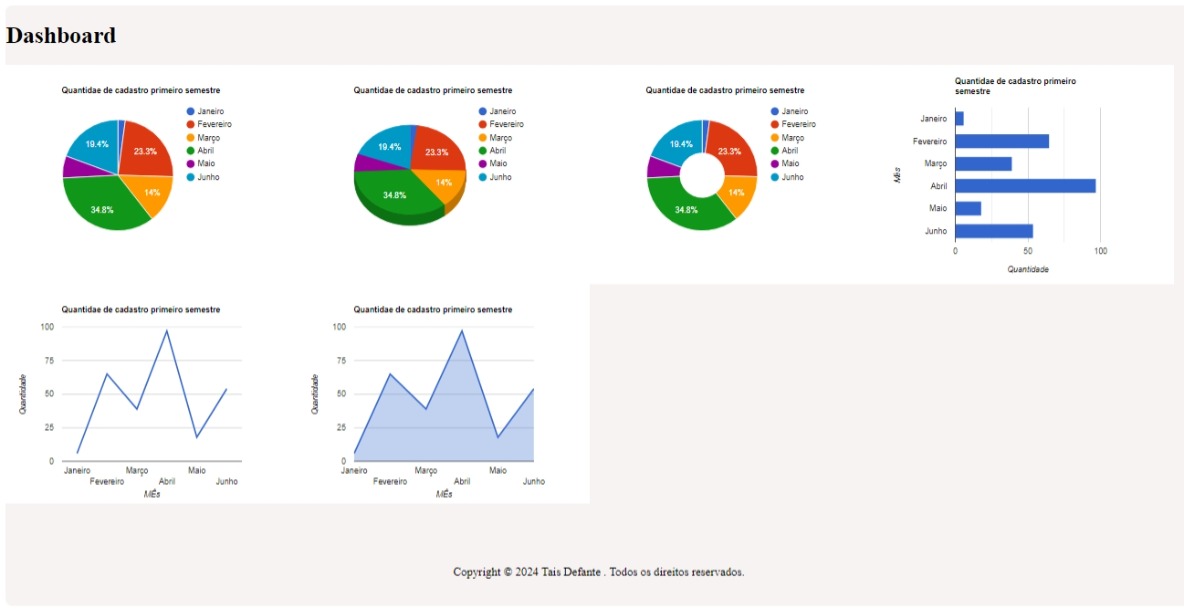 Dashboard
Quantidae de cadastro primeiro semestre
Janeiro
Fevereiro
Março
Abril
Maio
Junho
19.4%
23.3%
14%
34.8%
Quantidae de cadastro primeiro semestre
Janeiro
Fevereiro
Março
Abril
Maio
Junho
19.4%
23.3%
14%
34.8%
Quantidae de cadastro primeiro semestre
Janeiro
Fevereiro
Março
Abril
Maio
Junho
19.4%
23.3%
14%
34.8%
Quantidae de cadastro primeiro
semestre
Mês
Janeiro
Fevereiro
Março
Abril
Maio
Junho
0 50 100
Quantidade
Quantidae de cadastro primeiro semestre
Quantidade
100
75
50
25
0
Janeiro Março Maio
Fevereiro Abril Junho
MÊs
Quantidae de cadastro primeiro semestre
Quantidade
100
75
50
25
0
Janeiro Março Maio
Fevereiro Abril Junho
MÊs
Copyright © 2024 Tais Defante . Todos os direitos reservados.